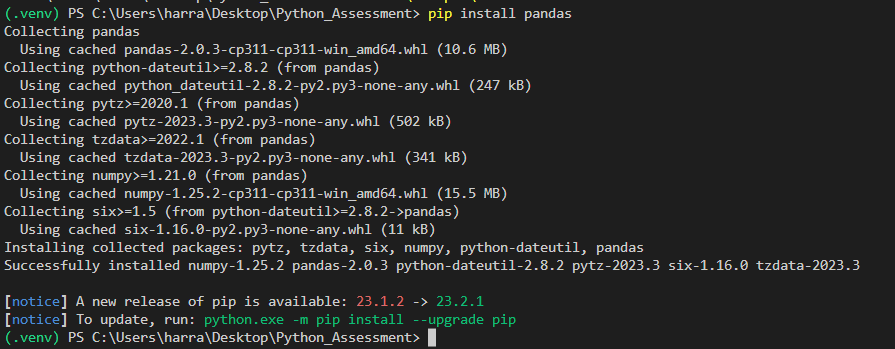 (.venv) PS C:\Users\harra\Desktop\Python_Assessment> pip install pandas
Collecting pandas
  Using cached pandas-2.0.3-cp311-cp311-win_amd64.whl (10.6 MB)
Collecting python-dateutil>=2.8.2 (from pandas)
  Using cached python_dateutil-2.8.2-py2.py3-none-any.whl (247 kB)
Collecting pytz>=2020.1 (from pandas)
  Using cached pytz-2023.3-py2.py3-none-any.whl (502 kB)
Collecting tzdata>=2022.1 (from pandas)
  Using cached tzdata-2023.3-py2.py3-none-any.whl (341 kB)
Collecting numpy>=1.21.0 (from pandas)
  Using cached numpy-1.25.2-cp311-cp311-win_amd64.whl (15.5 MB)
Collecting six>=1.5 (from python-dateutil>=2.8.2->pandas)
  Using cached six-1.16.0-py2.py3-none-any.whl (11 kB)
Installing collected packages: pytz, tzdata, six, numpy, python-dateutil, pandas
Successfully installed numpy-1.25.2 pandas-2.0.3 python-dateutil-2.8.2 pytz-2023.3 six-1.16.0 tzdata-2023.3

[notice] A new release of pip is available: 23.1.2 -> 23.2.1
[notice] To update, run: python.exe -m pip install --upgrade pip
(.venv) PS C:\Users\harra\Desktop\Python_Assessment>